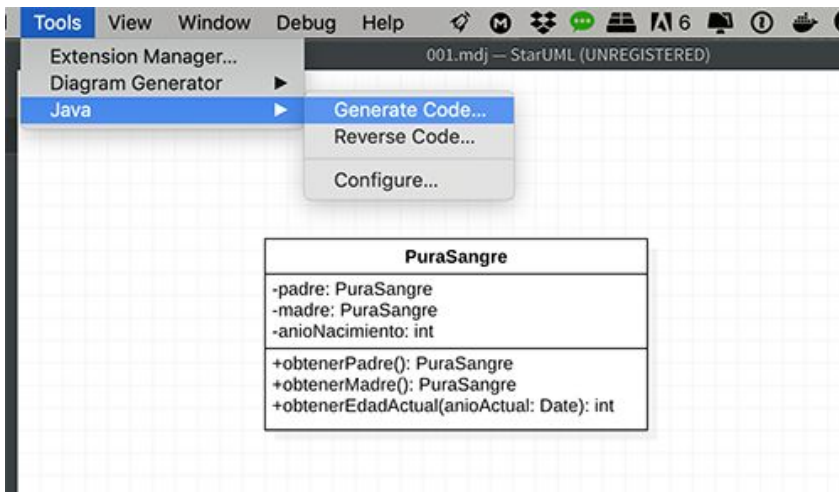 Tools View Window Debug Help 6
001.mdj — StarUML (UNREGISTERED)
Extension Manager...
Diagram Generator
Java
Generate Code...
Reverse Code...
Configure...
PuraSangre
-padre: PuraSangre
-madre: PuraSangre
-anioNacimiento: int
+obtenerPadre(): PuraSangre
+obtenerMadre(): PuraSangre
+obtenerEdadActual(anioActual: Date): int